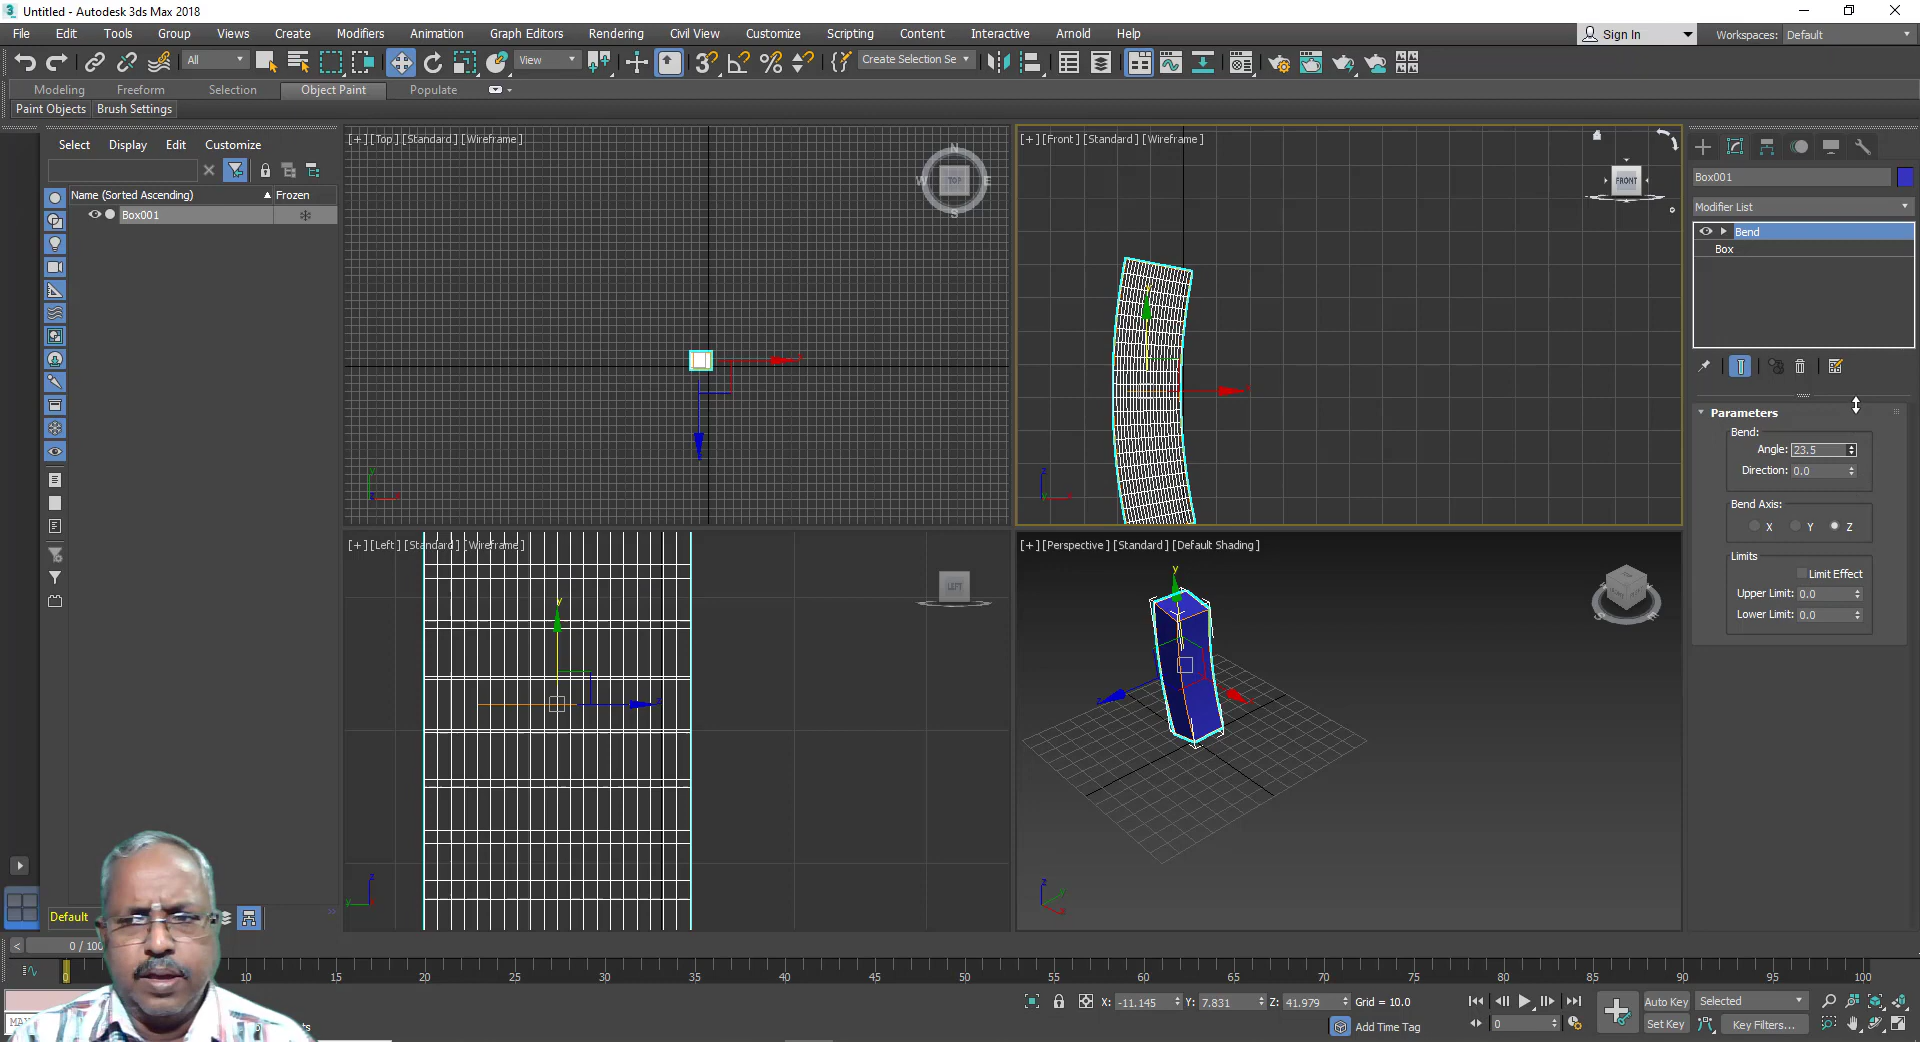 Untitled - Autodesk 3ds Max 2018
File Edit Tools Group Views Create Modifiers Animation Graph Editors Rendering Civil View Customize Scripting Content Interactive Arnold Help
Sign In Workspaces: Default
All View Create Selection Se
Modeling Freeform Selection Object Paint Populate
Paint Objects Brush Settings
Select Display Edit Customize
Name (Sorted Ascending) Frozen
Box001
[+] [Top] [Standard] [Wireframe]
N
W TOP E
S
[+] [Front] [Standard] [Wireframe]
FRONT
[+] [Left] [Standard] [Wireframe]
LEFT
[+] [Perspective] [Standard] [Default Shading]
Box001
Modifier List
Bend
Box
Parameters
Bend:
Angle: 23.5
Direction: 0.0
Bend Axis:
X Y Z
Limits
Limit Effect
Upper Limit: 0.0
Lower Limit: 0.0
Default
0 / 100
0 10 15 20 25 30 35 40 45 50 55 60 65 70 75 80 85 90 95 100
X: -11.145 Y: 7.831 Z: 41.979 Grid = 10.0
Add Time Tag
0
Auto Key Selected
Set Key Key Filters...